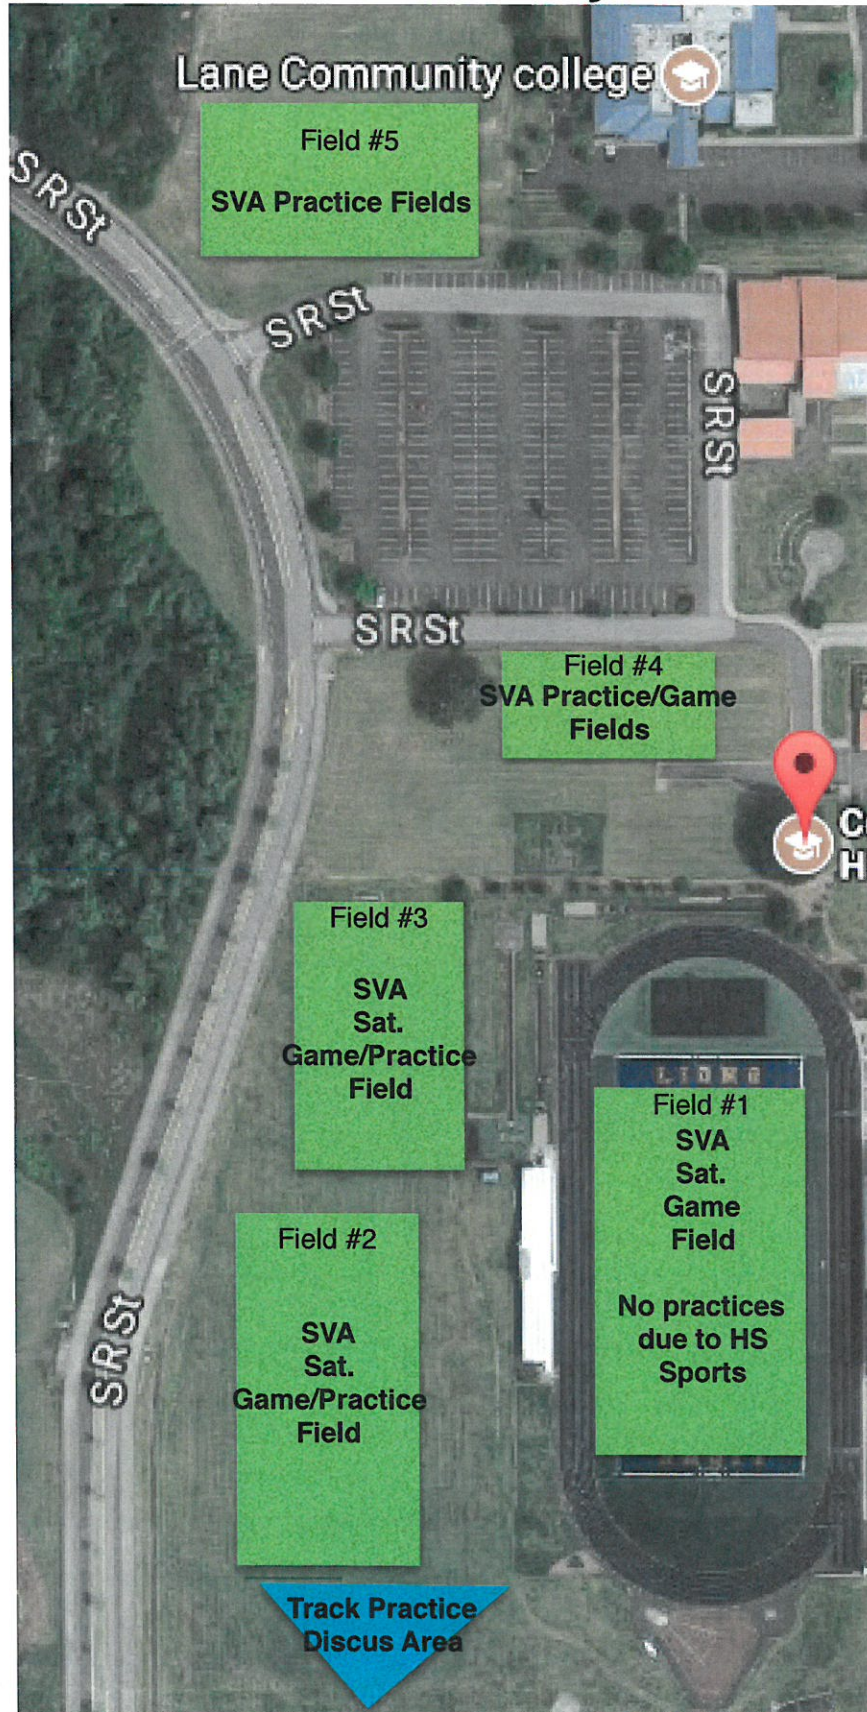 Lane Community college
Field #5
SVA Practice Fields
S R St
S R St
S R St
S R St
Field #4
SVA Practice/Game
Fields
C
H
Field #3
SVA
Sat.
Game/Practice
Field
LIONS
Field #1
SVA
Sat.
Game
Field
No practices
due to HS
Sports
Field #2
SVA
Sat.
Game/Practice
Field
S R St
Track Practice
Discus Area